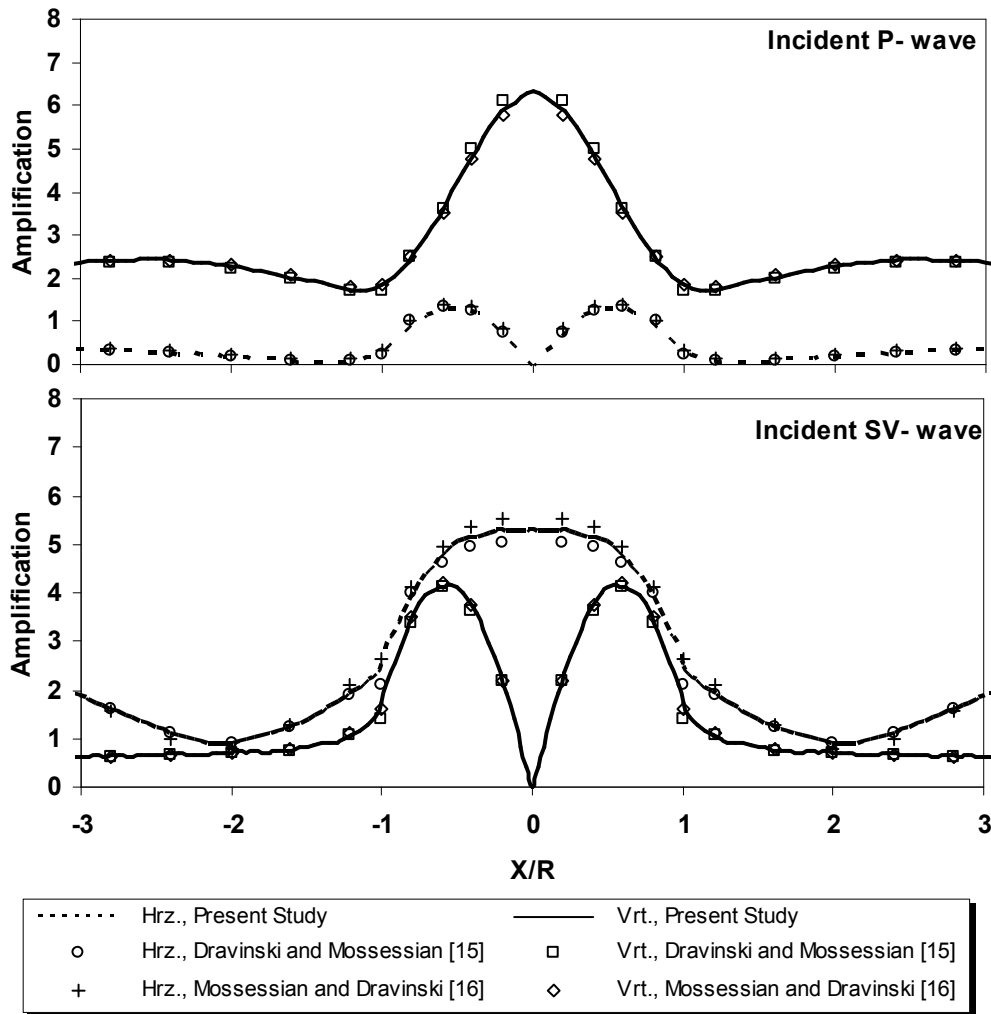 Incident P- wave
Amplification
8
7
6
5
4
3
2
1
0
Incident SV- wave
Amplification
8
7
6
5
4
3
2
1
0
-3 -2 -1 0 1 2 3
X/R
Hrz., Present Study Vrt., Present Study
Hrz., Dravinski and Mossessian [15] Vrt., Dravinski and Mossessian [15]
Hrz., Mossessian and Dravinski [16] Vrt., Mossessian and Dravinski [16]